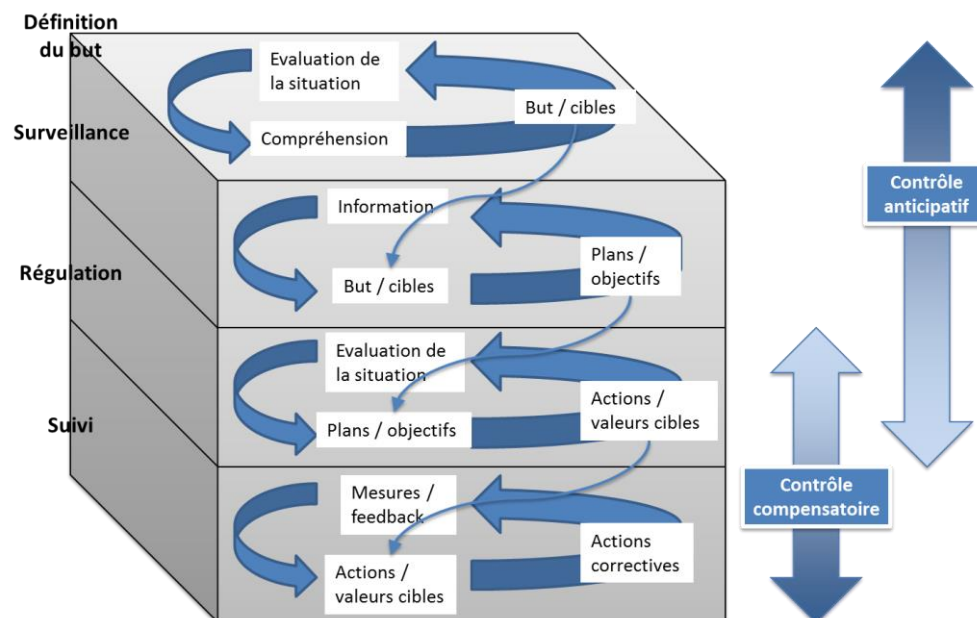 Définition
du but
Evaluation de
la situation
But / cibles
Surveillance
Compréhension
Contrôle
anticipatif
Information
Régulation
But / cibles
Plans /
objectifs
Evaluation de
la situation
Suivi
Plans / objectifs
Actions /
valeurs cibles
Contrôle
compensatoire
Mesures /
feedback
Actions /
valeurs cibles
Actions
correctives